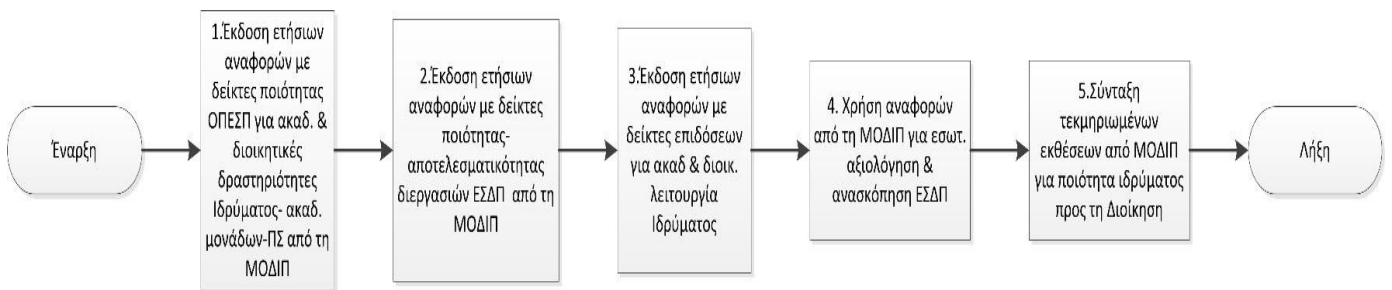 Έναρξη
1.Έκδοση ετήσιων
αναφορών με
δείκτες ποιότητας
ΟΠΕΣΠ για ακαδ. &
διοικητικές
δραστηριότητες
Ιδρύματος- ακαδ.
μονάδων-ΠΣ από τη
ΜΟΔΙΠ
2.Έκδοση ετήσιων
αναφορών με δείκτες
ποιότητας-
αποτελεσματικότητας
διεργασιών ΕΣΔΠ από τη
ΜΟΔΙΠ
3.Έκδοση ετήσιων
αναφορών με
δείκτες επιδόσεων
για ακαδ & διοικ.
λειτουργία
Ιδρύματος
4. Χρήση αναφορών
από τη ΜΟΔΙΠ για εσωτ.
αξιολόγηση &
ανασκόπηση ΕΣΔΠ
5.Σύνταξη
τεκμηριωμένων
εκθέσεων από ΜΟΔΙΠ
για ποιότητα ιδρύματος
προς τη Διοίκηση
Λήξη